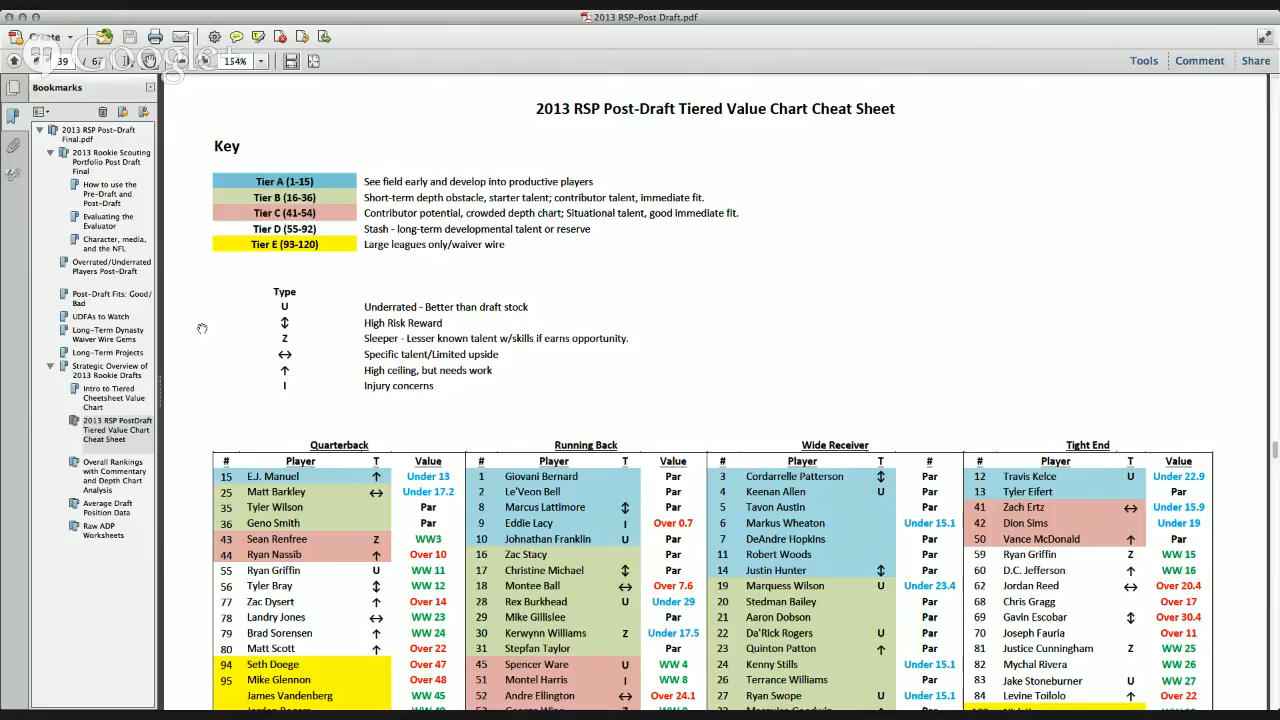 2013 RSP-Post Draft.pdf
Create
Google+
39 / 67
154%
Tools Comment Share
Bookmarks
2013 RSP Post-Draft Final.pdf
2013 Rookie Scouting Portfolio Post Draft Final
How to use the Pre-Draft and Post-Draft
Evaluating the Evaluator
Character, media, and the NFL
Overrated/Underrated Players Post-Draft
Post-Draft Fits: Good/Bad
UDFAs to Watch
Long-Term Dynasty Waiver Wire Gems
Long-Term Projects
Strategic Overview of 2013 Rookie Drafts
Intro to Tiered Cheetsheet Value Chart
2013 RSP PostDraft Tiered Value Chart Cheat Sheet
Overall Rankings with Commentary and Depth Chart Analysis
Average Draft Position Data
Raw ADP Worksheets
2013 RSP Post-Draft Tiered Value Chart Cheat Sheet
Key
Tier A (1-15) See field early and develop into productive players
Tier B (16-36) Short-term depth obstacle, starter talent; contributor talent, immediate fit.
Tier C (41-54) Contributor potential, crowded depth chart; Situational talent, good immediate fit.
Tier D (55-92) Stash - long-term developmental talent or reserve
Tier E (93-120) Large leagues only/waiver wire
Type
U Underrated - Better than draft stock
↕ High Risk Reward
Z Sleeper - Lesser known talent w/skills if earns opportunity.
↔ Specific talent/Limited upside
↑ High ceiling, but needs work
I Injury concerns
Quarterback Running Back Wide Receiver Tight End
# Player T Value # Player T Value # Player T # # Player T Value
15 E.J. Manuel ↑ Under 13 1 Giovani Bernard Par 3 Cordarrelle Patterson ↕ Par 12 Travis Kelce U Under 22.9
25 Matt Barkley ↔ Under 17.2 2 Le'Veon Bell Par 4 Keenan Allen U Par 13 Tyler Eifert Par
35 Tyler Wilson Par 8 Marcus Lattimore ↕ Par 5 Tavon Austin Par 41 Zach Ertz ↔ Under 15.9
36 Geno Smith Par 9 Eddie Lacy I Over 0.7 6 Markus Wheaton Under 15.1 42 Dion Sims Under 19
43 Sean Renfree Z WW3 10 Johnathan Franklin U Par 7 DeAndre Hopkins Par 50 Vance McDonald ↑ Par
44 Ryan Nassib ↑ Over 10 16 Zac Stacy Par 11 Robert Woods Par 59 Ryan Griffin Z WW 15
55 Ryan Griffin U WW 11 17 Christine Michael ↕ Par 14 Justin Hunter ↕ Par 60 D.C. Jefferson ↑ WW 16
56 Tyler Bray ↕ WW 12 18 Montee Ball ↔ Over 7.6 19 Marquess Wilson U Under 23.4 62 Jordan Reed ↔ Over 20.4
77 Zac Dysert ↑ Over 14 28 Rex Burkhead U Under 29 20 Stedman Bailey Par 68 Chris Gragg Over 17
78 Landry Jones ↔ WW 23 29 Mike Gillislee Par 21 Aaron Dobson Par 69 Gavin Escobar ↕ Over 30.4
79 Brad Sorensen ↑ WW 24 30 Kerwynn Williams Z Under 17.5 22 Da'Rick Rogers U Par 70 Joseph Fauria Over 11
80 Matt Scott ↑ Over 22 31 Stepfan Taylor Par 23 Quinton Patton ↑ Par 81 Justice Cunningham Z WW 25
94 Seth Doege Over 47 45 Spencer Ware U WW 4 24 Kenny Stills Under 15.1 82 Mychal Rivera WW 26
95 Mike Glennon Over 48 51 Montel Harris I WW 8 26 Terrance Williams Par 83 Jake Stoneburner U WW 27
James Vandenberg WW 45 52 Andre Ellington ↔ Over 24.1 27 Ryan Swope U Under 15.1 84 Levine Toilolo ↑ Over 22